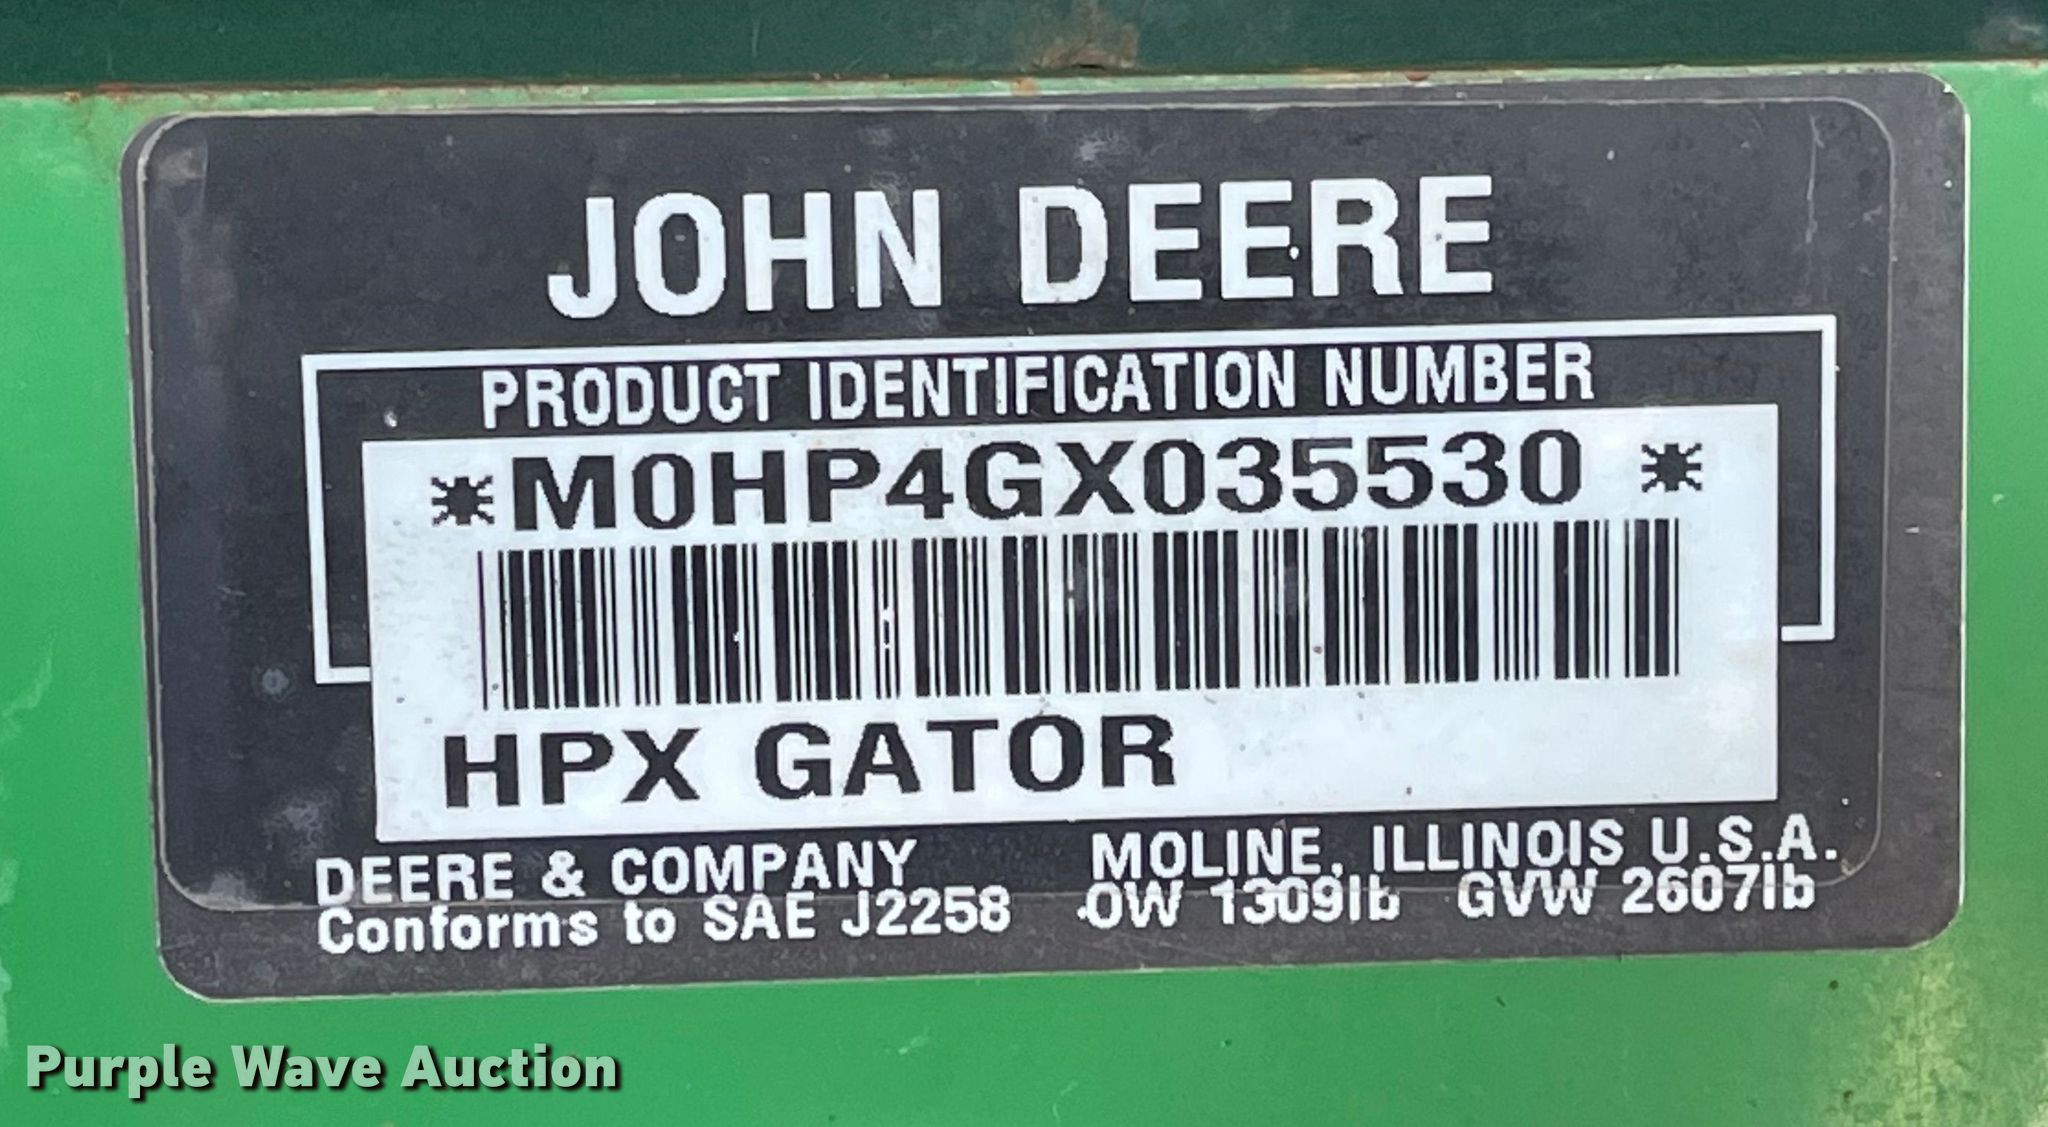 JOHN DEERE
PRODUCT IDENTIFICATION NUMBER
*M0HP4GX035530 *
HPX GATOR
DEERE & COMPANY MOLINE, ILLINOIS U.S.A.
Conforms to SAE J2258 OW 1309lb GVW 2607lb
Purple Wave Auction